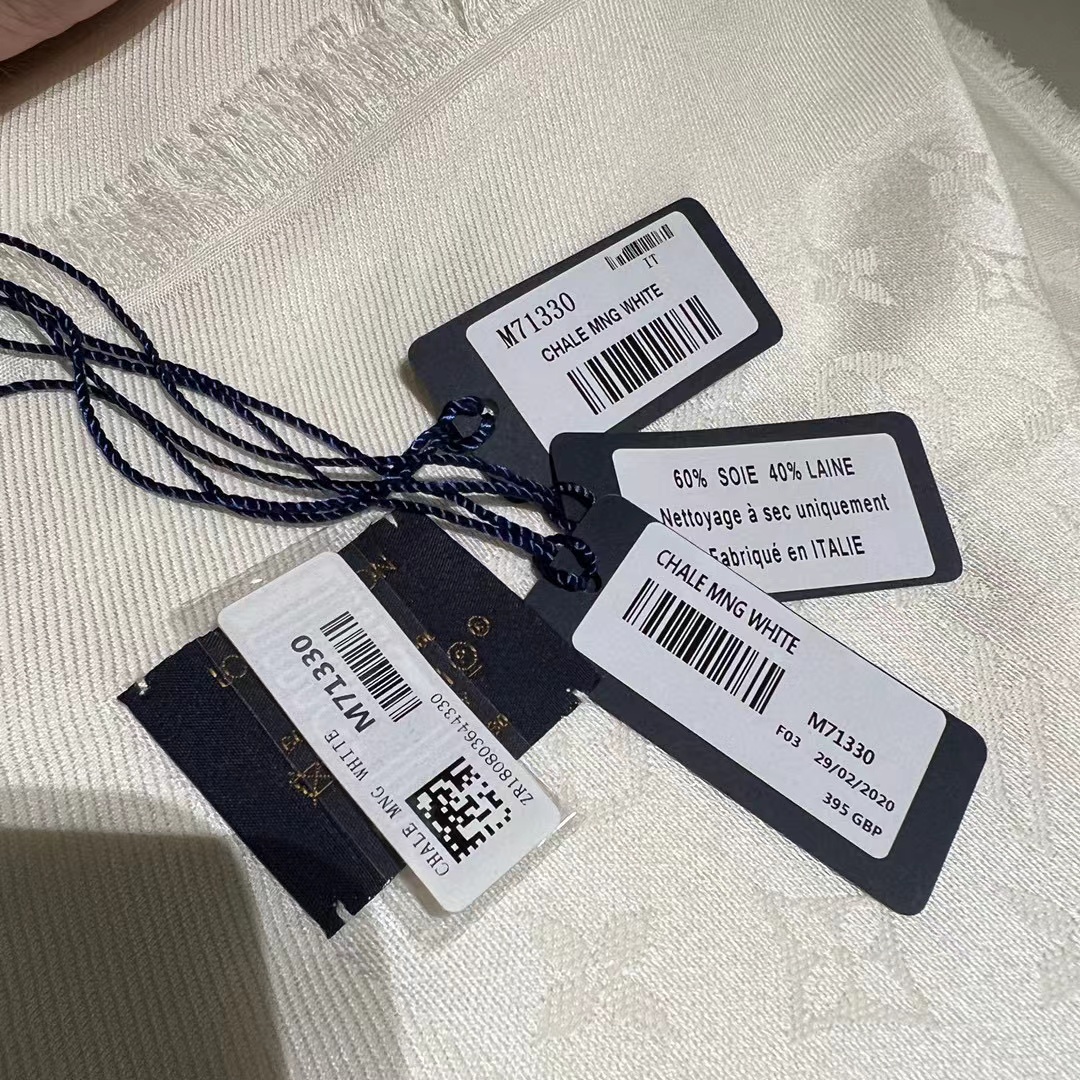 IT
M71330
CHALE MNG WHITE
60% SOIE 40% LAINE
Nettoyage à sec uniquement
Fabriqué en ITALIE
CHALE MNG WHITE
M71330
F03 29/02/2020
395 GBP
M71330
CHALE MNG WHITE
ZR180803644330